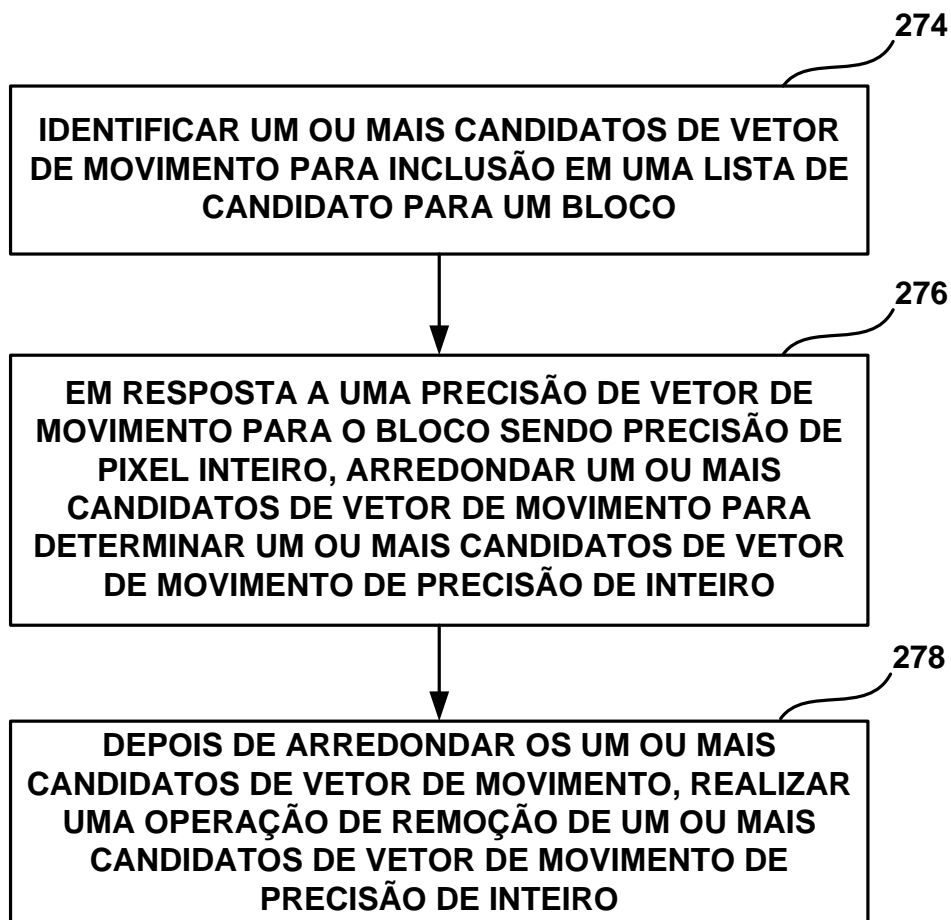 274
IDENTIFICAR UM OU MAIS CANDIDATOS DE VETOR
DE MOVIMENTO PARA INCLUSÃO EM UMA LISTA DE
CANDIDATO PARA UM BLOCO
276
EM RESPOSTA A UMA PRECISÃO DE VETOR DE
MOVIMENTO PARA O BLOCO SENDO PRECISÃO DE
PIXEL INTEIRO, ARREDONDAR UM OU MAIS
CANDIDATOS DE VETOR DE MOVIMENTO PARA
DETERMINAR UM OU MAIS CANDIDATOS DE VETOR
DE MOVIMENTO DE PRECISÃO DE INTEIRO
278
DEPOIS DE ARREDONDAR OS UM OU MAIS
CANDIDATOS DE VETOR DE MOVIMENTO, REALIZAR
UMA OPERAÇÃO DE REMOÇÃO DE UM OU MAIS
CANDIDATOS DE VETOR DE MOVIMENTO DE
PRECISÃO DE INTEIRO